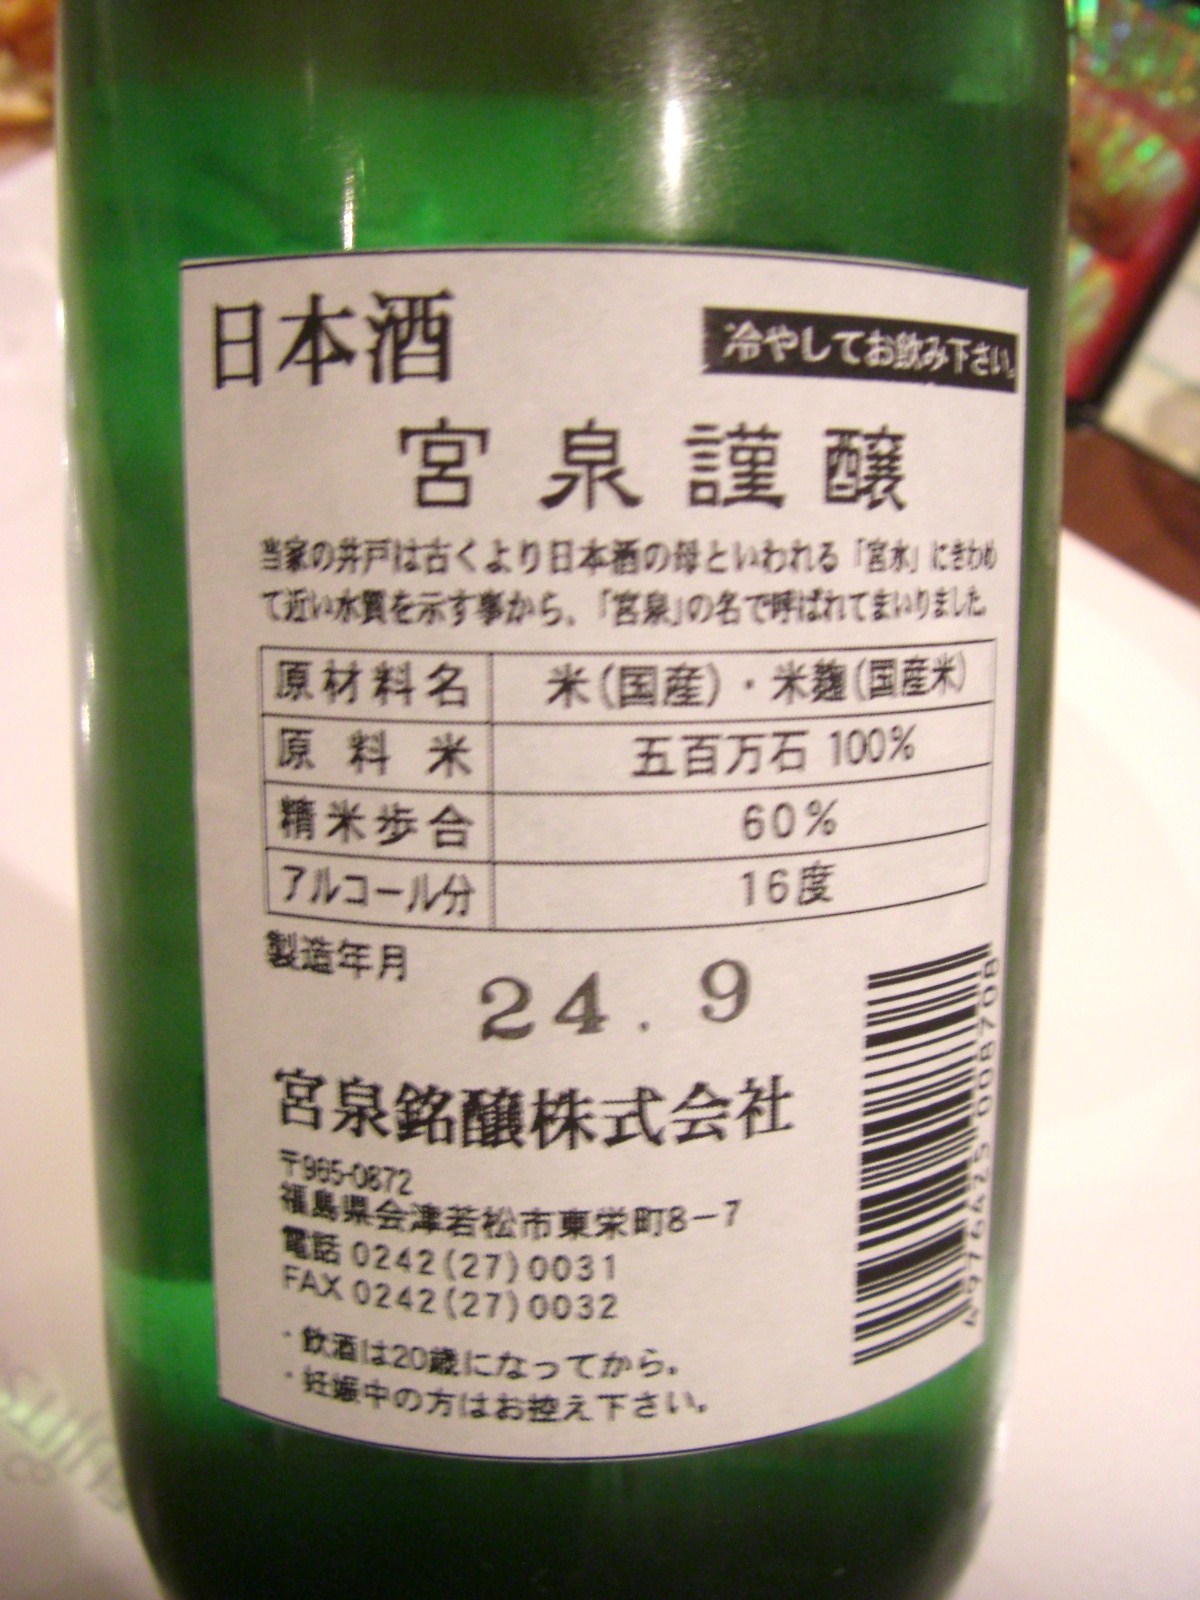 日本酒
冷やしてお飲み下さい。
宮泉謹醸
当家の井戸は古くより日本酒の母といわれる「宮水」にきわめ
て近い水質を示す事から、「宮泉」の名で呼ばれてまいりました。
原材料名 米(国産)・米麹(国産米)
原料米 五百万石 100%
精米歩合 60%
アルコール分 16度
製造年月 24.9
宮泉銘醸株式会社
〒965-0872
福島県会津若松市東栄町8-7
電話 0242(27)0031
FAX 0242(27)0032
・飲酒は20歳になってから。
・妊娠中の方はお控え下さい。
4976425008708